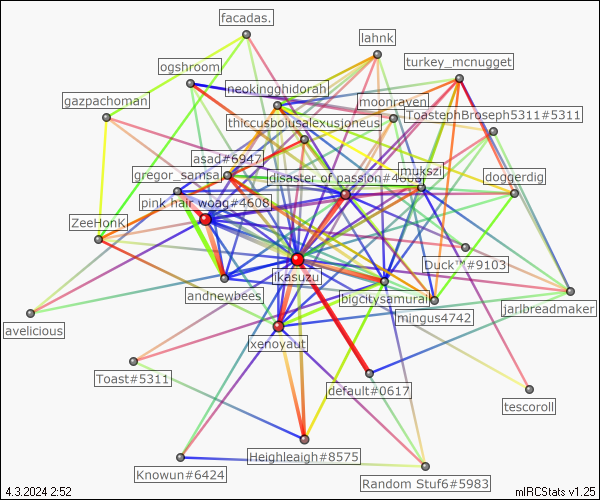 facadas.
lahnk
ogshroom
turkey_mcnugget
neokingghidorah
gazpachoman
moonraven
ToastephBroseph5311#5311
thiccusboiusalexusjoneus
asad#6947
gregor_samsa
disaster of passion#4608
mukszi
doggerdig
pink hair, woag#4608
ZeeHonK
Duck™#9103
ikasuzu
andnewbees
bigcitysamurai
jarlbreadmaker
mingus4742
avelicious
xenoyaut
Toast#5311
default#0617
tescoroll
Heighleaigh#8575
Knowun#6424
Random Stuf6#5983
4.3.2024 2:52
mIRCStats v1.25